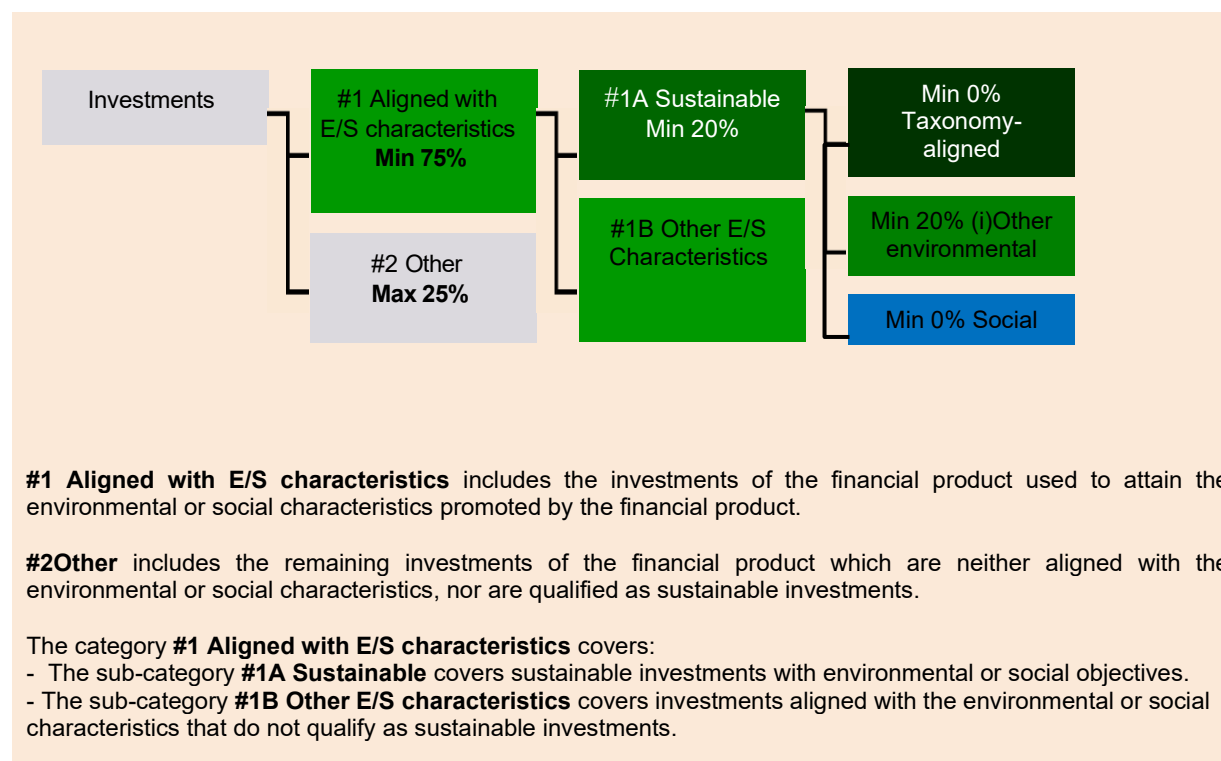 Investments
#1 Aligned with
E/S characteristics
Min 75%
#2 Other
Max 25%
#1A Sustainable
Min 20%
#1B Other E/S
Characteristics
Min 0%
Taxonomy-
aligned
Min 20% (i)Other
environmental
Min 0% Social
#1 Aligned with E/S characteristics includes the investments of the financial product used to attain the
environmental or social characteristics promoted by the financial product.
#2Other includes the remaining investments of the financial product which are neither aligned with the
environmental or social characteristics, nor are qualified as sustainable investments.
The category #1 Aligned with E/S characteristics covers:
- The sub-category #1A Sustainable covers sustainable investments with environmental or social objectives.
- The sub-category #1B Other E/S characteristics covers investments aligned with the environmental or social
characteristics that do not qualify as sustainable investments.